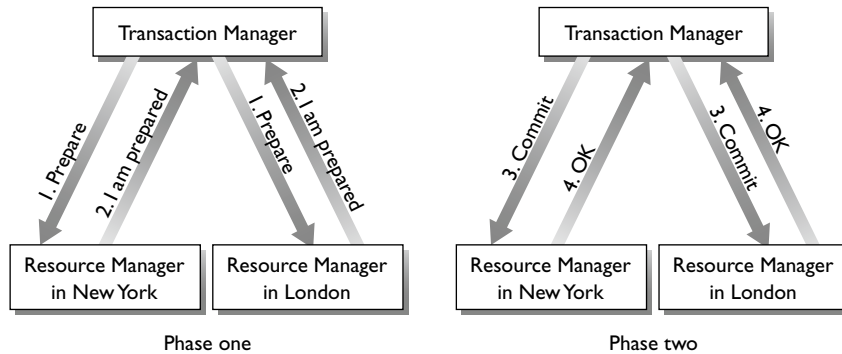 Transaction Manager
1. Prepare
2. I am prepared
1. Prepare
2. I am prepared
Resource Manager
in New York
Resource Manager
in London
Phase one
Transaction Manager
3. Commit
4. OK
3. Commit
4. OK
Resource Manager
in New York
Resource Manager
in London
Phase two